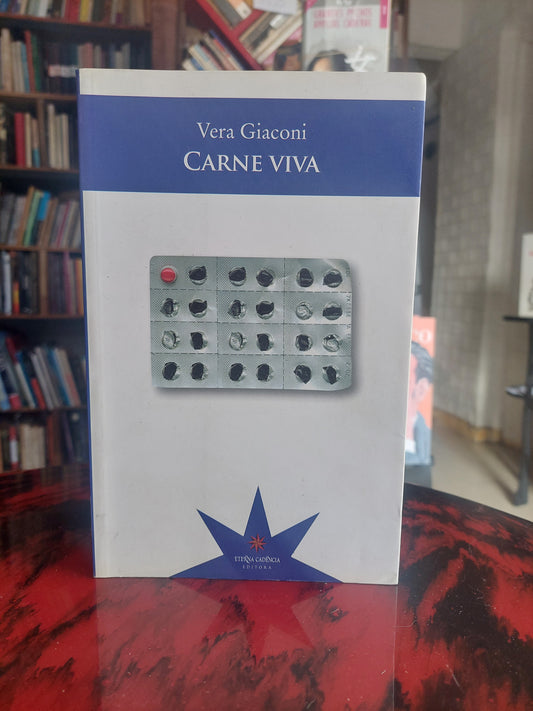 Vera Giaconi
CARNE VIVA
ETERNA CADENCIA
EDITORA